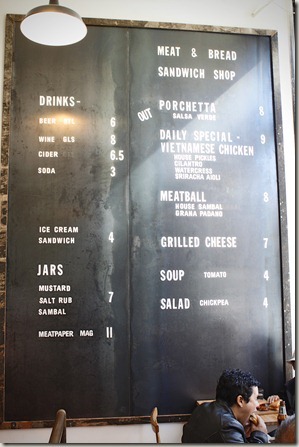 MEAT & BREAD
SANDWICH SHOP
DRINKS-
BEER BTL 6
WINE GLS 8
CIDER BTL 6.5
SODA 3
ICE CREAM
SANDWICH 4
JARS
MUSTARD
SALT RUB 7
SAMBAL
MEATPAPER MAG 11
OUT
PORCHETTA 8
SALSA VERDE
DAILY SPECIAL- 9
VIETNAMESE CHICKEN
HOUSE PICKLES
CILANTRO
WATERCRESS
SRIRACHA AIOLI
MEATBALL 8
HOUSE SAMBAL
GRANA PADANO
GRILLED CHEESE 7
SOUP TOMATO 4
SALAD CHICKPEA 4